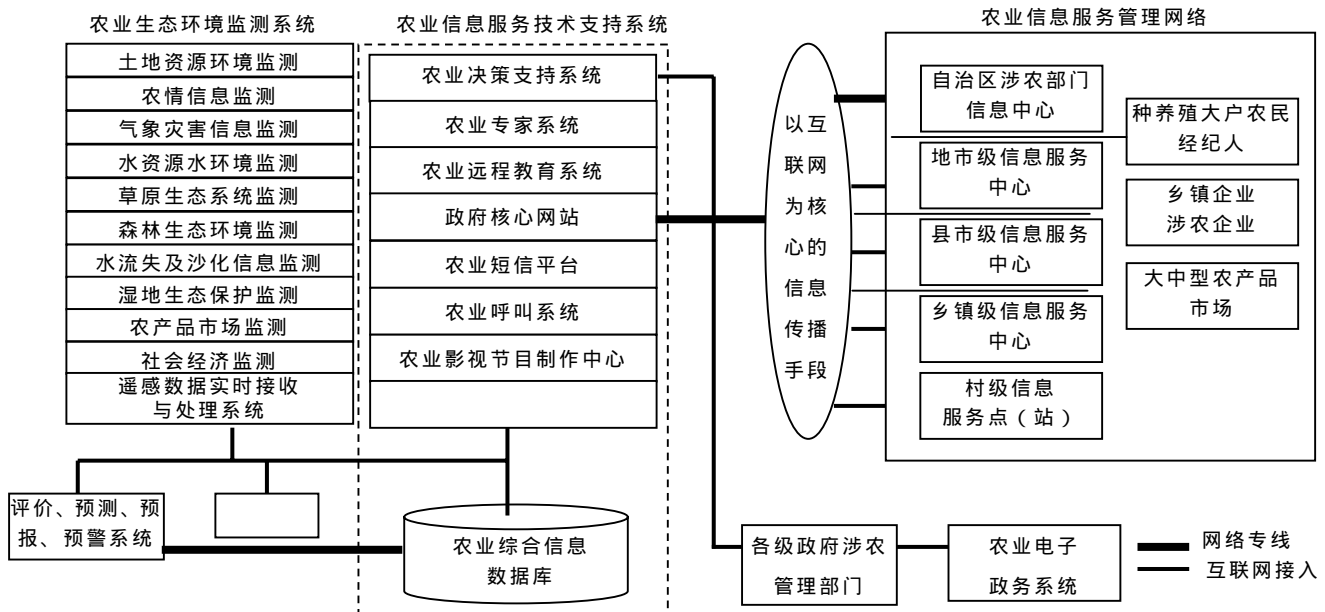 农业生态环境监测系统
土地资源环境监测
农情信息监测
气象灾害信息监测
水资源水环境监测
草原生态系统监测
森林生态环境监测
水流失及沙化信息监测
湿地生态保护监测
农产品市场监测
社会经济监测
遥感数据实时接收
与处理系统
评价、预测、预
报、预警系统
农业信息服务技术支持系统
农业决策支持系统
农业专家系统
农业远程教育系统
政府核心网站
农业短信平台
农业呼叫系统
农业影视节目制作中心
农业综合信息
数据库
以互
联网
为核
心的
信息
传播
手段
农业信息服务管理网络
自治区涉农部门
信息中心
地市级信息服务
中心
县市级信息服务
中心
乡镇级信息服务
中心
村级信息
服务点（站）
种养殖大户农民
经纪人
乡镇企业
涉农企业
大中型农产品
市场
各级政府涉农
管理部门
农业电子
政务系统
网络专线
互联网接入